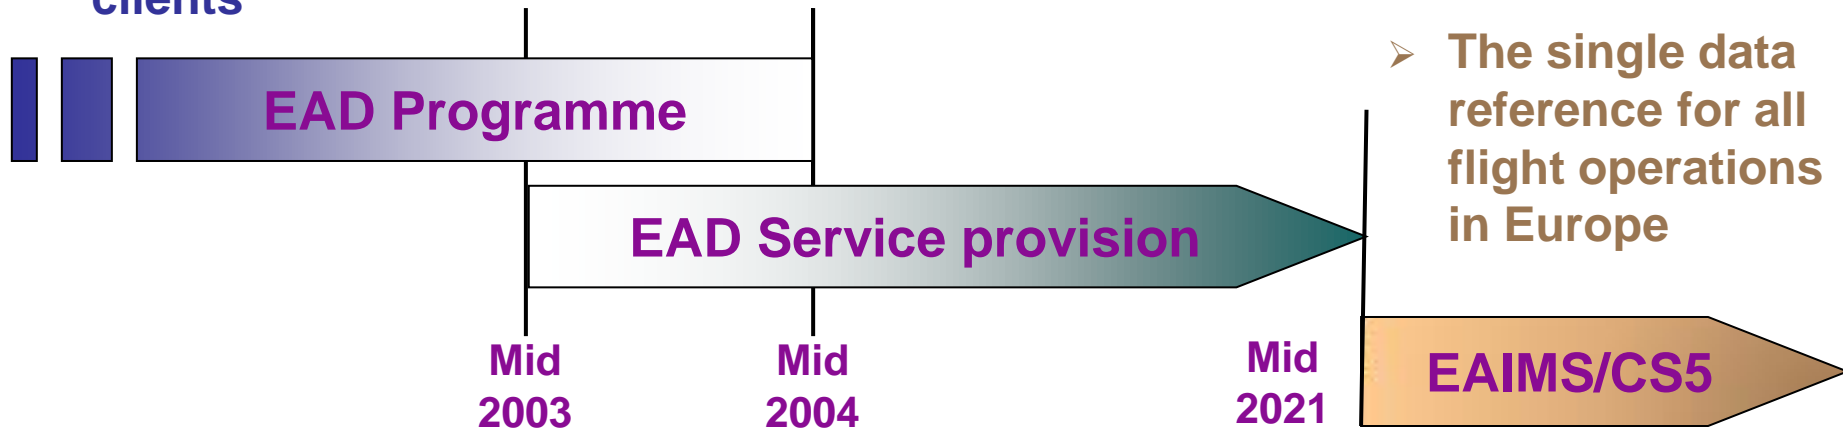 clients
EAD Programme
➢ The single data
reference for all
flight operations
in Europe
EAD Service provision
Mid
2003
Mid
2004
Mid
2021
EAIMS/CS5